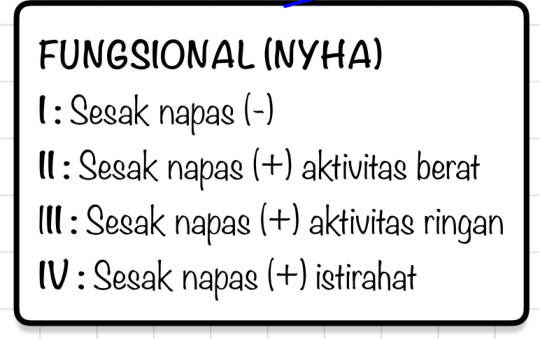 FUNGSIONAL (NYHA)
I : Sesak napas (-)
II : Sesak napas (+) aktivitas berat
III : Sesak napas (+) aktivitas ringan
IV : Sesak napas (+) istirahat